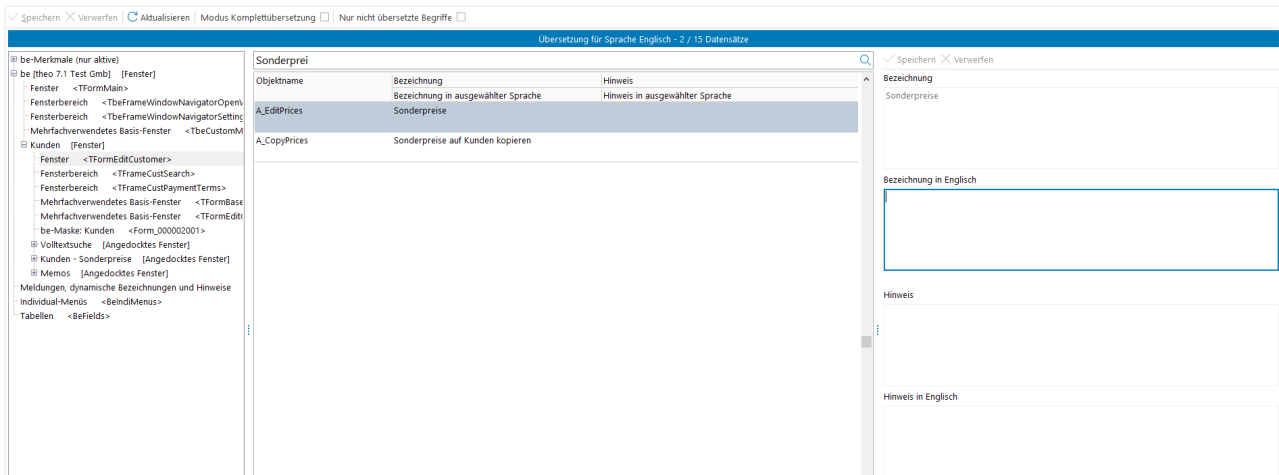 Speichern Verwerfen Aktualisieren Modus Komplettübersetzung Nur nicht übersetzte Begriffe
Übersetzung für Sprache Englisch - 2 / 15 Datensätze
be-Merkmale (nur aktive)
be [theo 7.1 Test Gmb] [Fenster]
Fenster <TFormMain>
Fensterbereich <TbeFrameWindowNavigatorOpenW
Fensterbereich <TbeFrameWindowNavigatorSetting
Mehrfachverwendetes Basis-Fenster <TbeCustomM
Kunden [Fenster]
Fenster <TFormEditCustomer>
Fensterbereich <TFrameCustSearch>
Fensterbereich <TFrameCustPaymentTerms>
Mehrfachverwendetes Basis-Fenster <TFormBase
Mehrfachverwendetes Basis-Fenster <TFormEdit
be-Maske: Kunden <Form_000002001>
Volltextsuche [Angedocktes Fenster]
Kunden - Sonderpreise [Angedocktes Fenster]
Memos [Angedocktes Fenster]
Meldungen, dynamische Bezeichnungen und Hinweise
Individual-Menüs <BeIndiMenus>
Tabellen <BeFields>
Sonderprei
Objektname Bezeichnung Hinweis
Bezeichnung in ausgewählter Sprache Hinweis in ausgewählter Sprache
A_EditPrices Sonderpreise
A_CopyPrices Sonderpreise auf Kunden kopieren
Speichern Verwerfen
Bezeichnung
Sonderpreise
Bezeichnung in Englisch
Hinweis
Hinweis in Englisch